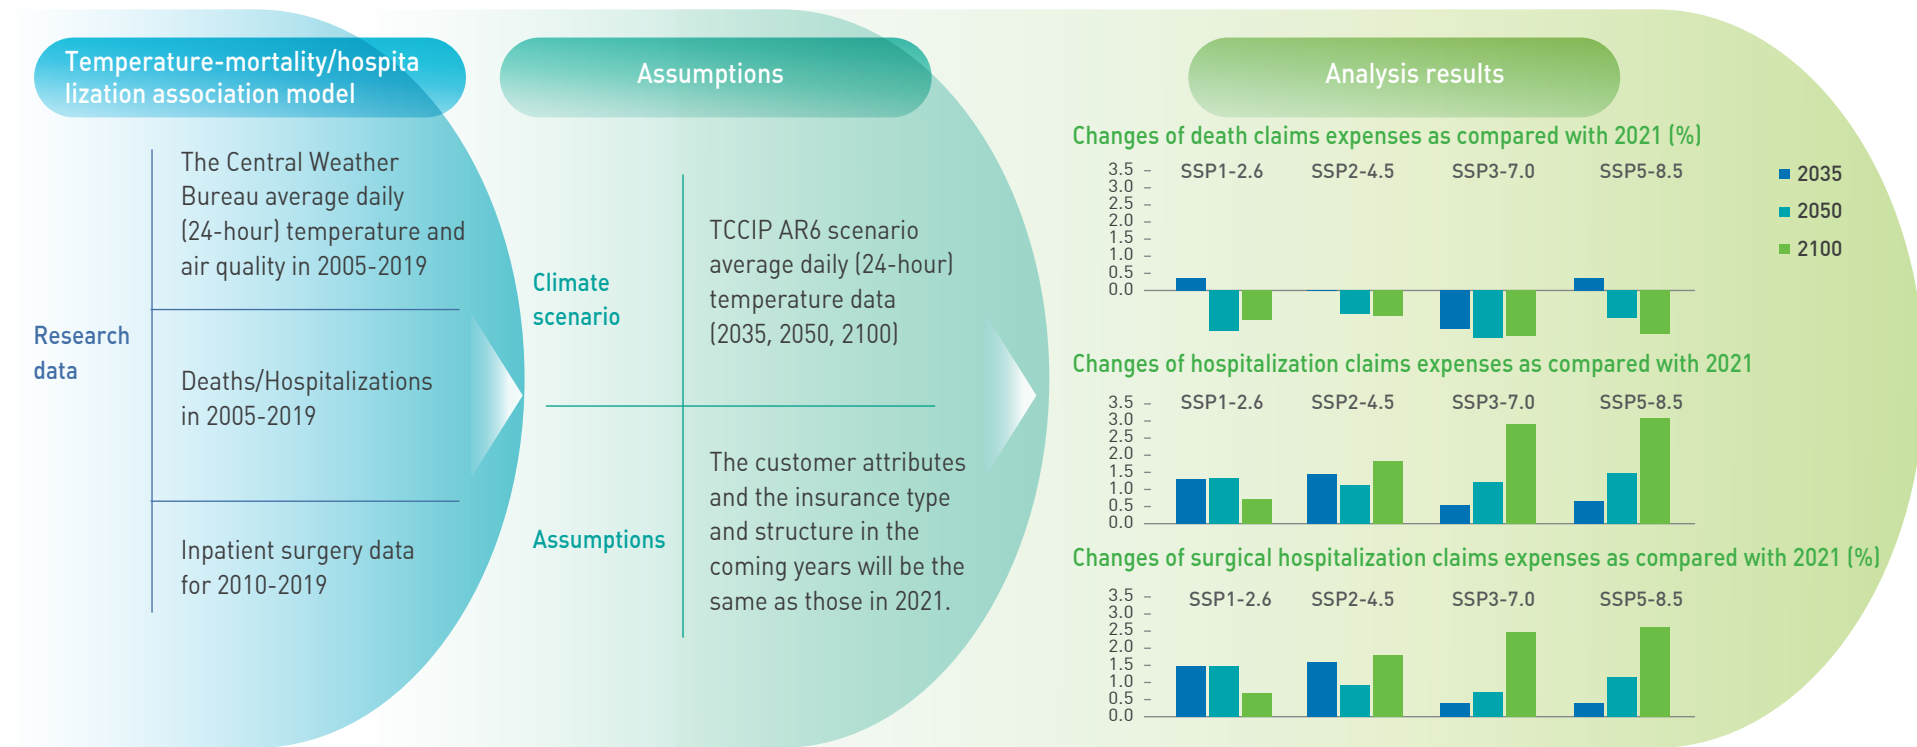 Temperature-mortality/hospita
lization association model
Research
data
The Central Weather
Bureau average daily
(24-hour) temperature and
air quality in 2005-2019
Deaths/Hospitalizations
in 2005-2019
Inpatient surgery data
for 2010-2019
Assumptions
Climate
scenario
TCCIP AR6 scenario
average daily (24-hour)
temperature data
(2035, 2050, 2100)
Assumptions
The customer attributes
and the insurance type
and structure in the
coming years will be the
same as those in 2021.
Analysis results
Changes of death claims expenses as compared with 2021 (%)
SSP1-2.6 SSP2-4.5 SSP3-7.0 SSP5-8.5
3.5
3.0
2.5
2.0
1.5
1.0
0.5
0.0
2035
2050
2100
Changes of hospitalization claims expenses as compared with 2021
SSP1-2.6 SSP2-4.5 SSP3-7.0 SSP5-8.5
3.5
3.0
2.5
2.0
1.5
1.0
0.5
0.0
Changes of surgical hospitalization claims expenses as compared with 2021 (%)
SSP1-2.6 SSP2-4.5 SSP3-7.0 SSP5-8.5
3.5
3.0
2.5
2.0
1.5
1.0
0.5
0.0